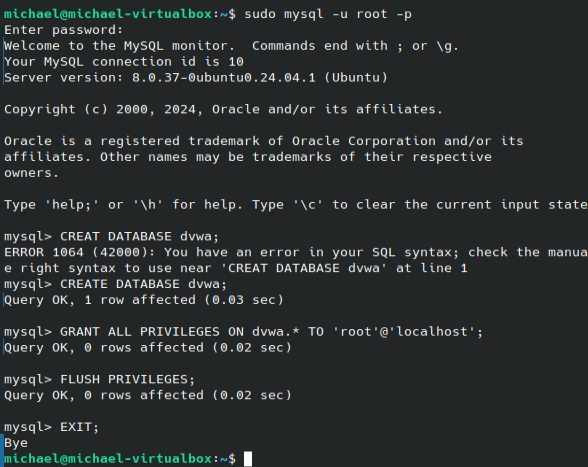 michael@michael-virtualbox:~$ sudo mysql -u root -p
Enter password:
Welcome to the MySQL monitor.  Commands end with ; or \g.
Your MySQL connection id is 10
Server version: 8.0.37-0ubuntu0.24.04.1 (Ubuntu)
Copyright (c) 2000, 2024, Oracle and/or its affiliates.
Oracle is a registered trademark of Oracle Corporation and/or its
affiliates. Other names may be trademarks of their respective
owners.
Type 'help;' or '\h' for help. Type '\c' to clear the current input state
mysql> CREAT DATABASE dvwa;
ERROR 1064 (42000): You have an error in your SQL syntax; check the manua
e right syntax to use near 'CREAT DATABASE dvwa' at line 1
mysql> CREATE DATABASE dvwa;
Query OK, 1 row affected (0.03 sec)
mysql> GRANT ALL PRIVILEGES ON dvwa.* TO 'root'@'localhost';
Query OK, 0 rows affected (0.02 sec)
mysql> FLUSH PRIVILEGES;
Query OK, 0 rows affected (0.02 sec)
mysql> EXIT;
Bye
michael@michael-virtualbox:~$